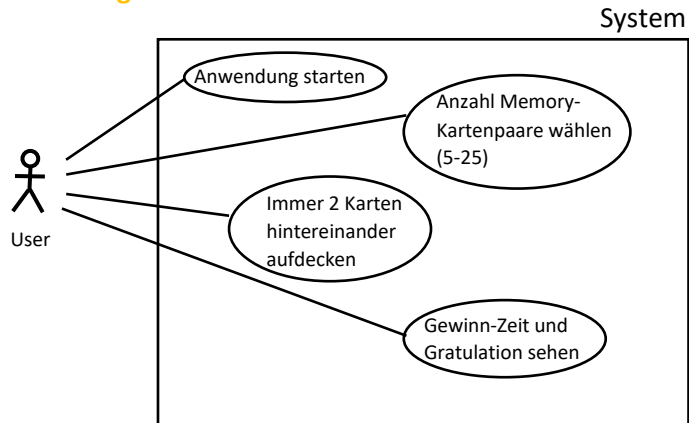 System
Anwendung starten
Anzahl Memory-
Kartenpaare wählen
(5-25)
Immer 2 Karten
hintereinander
aufdecken
User
Gewinn-Zeit und
Gratulation sehen